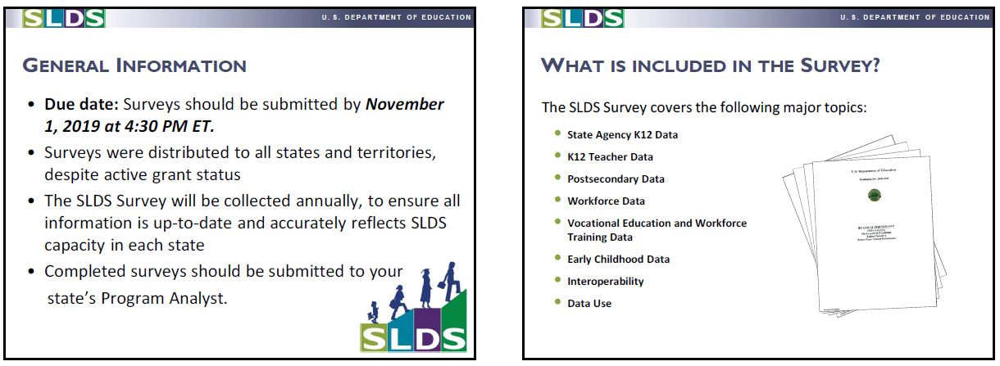 SLDS
U. S. DEPARTMENT OF EDUCATION
GENERAL INFORMATION
• Due date: Surveys should be submitted by November
1, 2019 at 4:30 PM ET.
• Surveys were distributed to all states and territories,
despite active grant status
• The SLDS Survey will be collected annually, to ensure all
information is up-to-date and accurately reflects SLDS
capacity in each state
• Completed surveys should be submitted to your
state's Program Analyst.
SLDS
SLDS
U. S. DEPARTMENT OF EDUCATION
WHAT IS INCLUDED IN THE SURVEY?
The SLDS Survey covers the following major topics:
• State Agency K12 Data
• K12 Teacher Data
• Postsecondary Data
• Workforce Data
• Vocational Education and Workforce
Training Data
• Early Childhood Data
• Interoperability
• Data Use
U.S. Department of Education